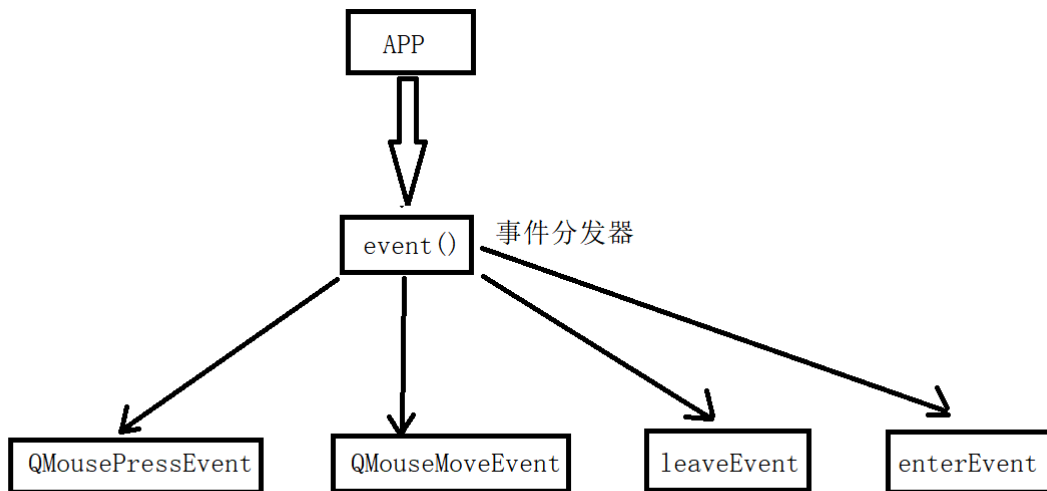 APP
event()
事件分发器
QMousePressEvent
QMouseMoveEvent
leaveEvent
enterEvent